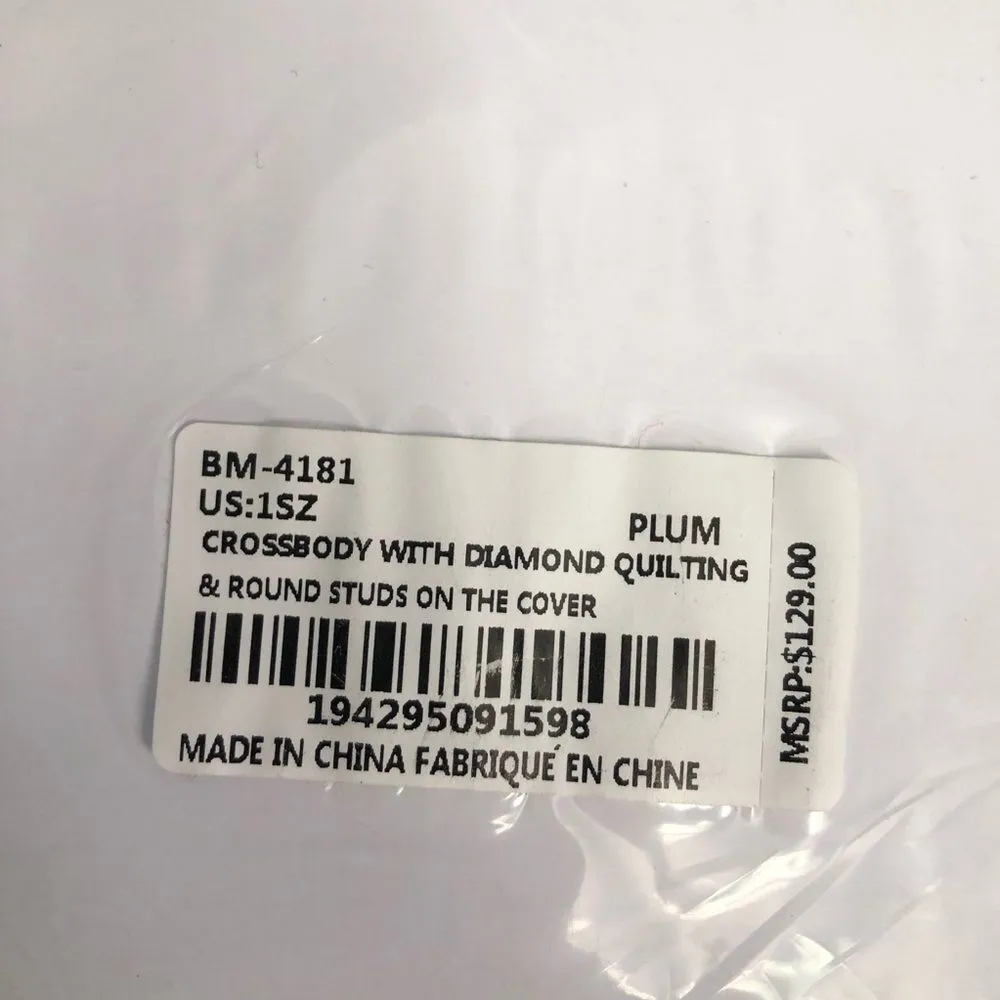 BM-4181
US:1SZ
PLUM
CROSSBODY WITH DIAMOND QUILTING
& ROUND STUDS ON THE COVER
194295091598
MADE IN CHINA FABRIQUÉ EN CHINE
MSRP:$129.00